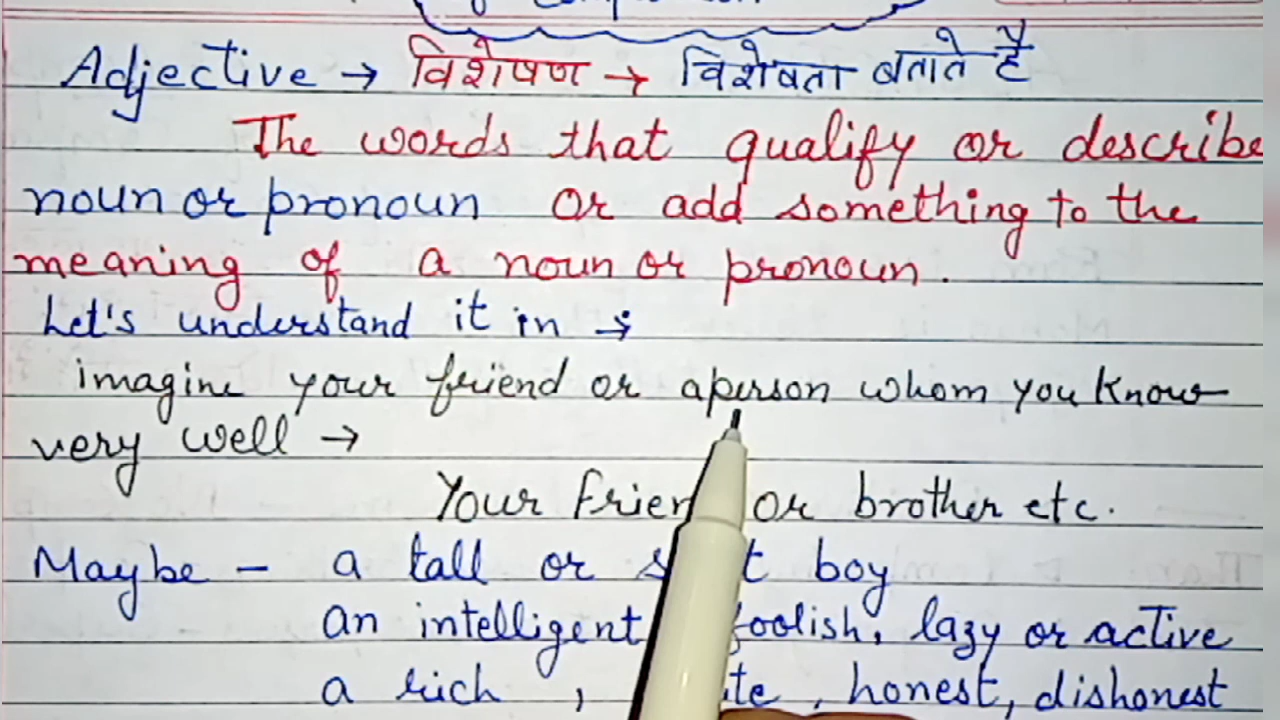 Adjective → विशेषण → विशेषता बताते है
The words that qualify or describe
noun or pronoun or add something to the
meaning of a noun or pronoun.
Let's understand it in →
imagine your friend or a person whom you know
very well →
Your or brother etc.
Maybe - a tall or boy
an intelligent foolish, lazy or active
a rich , , honest, dishonest